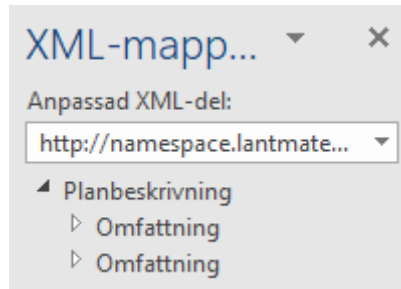 XML-mapp...
Anpassad XML-del:
http://namespace.lantmate...
Planbeskrivning
Omfattning
Omfattning